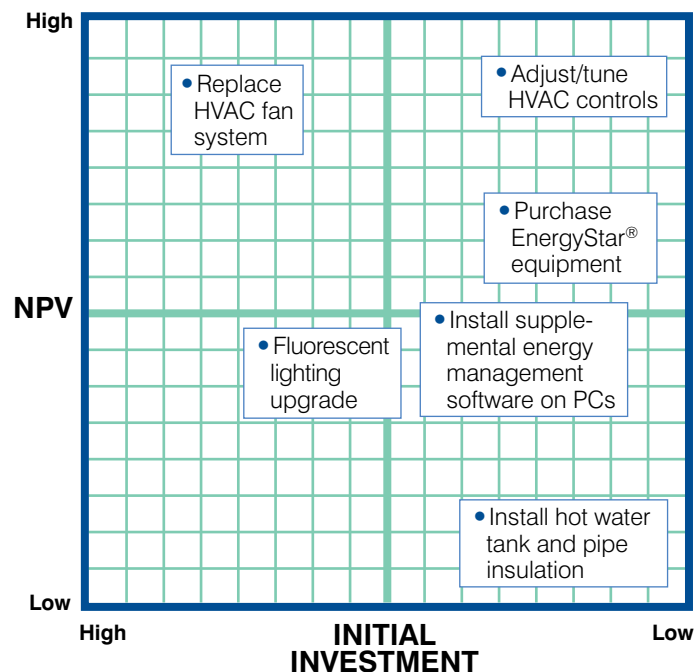 High
• Replace
HVAC fan
system
• Adjust/tune
HVAC controls
• Purchase
EnergyStar®
equipment
NPV
• Fluorescent
lighting
upgrade
• Install supple-
mental energy
management
software on PCs
• Install hot water
tank and pipe
insulation
Low
High
INITIAL
INVESTMENT
Low